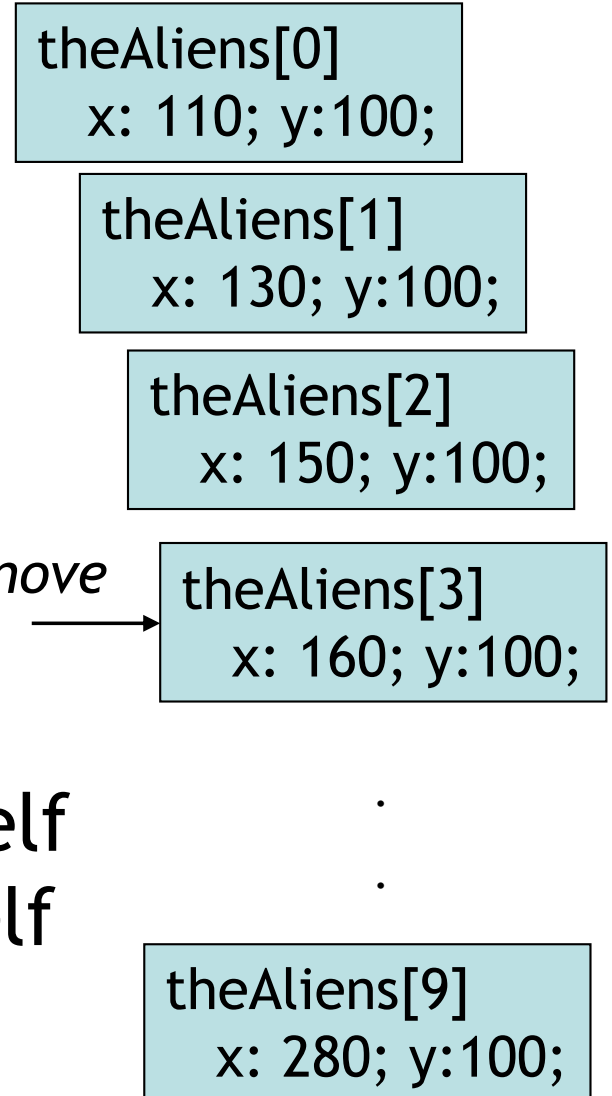 theAliens[0]
x: 110; y:100;
theAliens[1]
x: 130; y:100;
theAliens[2]
x: 150; y:100;
theAliens[3]
x: 160; y:100;
.
.
theAliens[9]
x: 280; y:100;